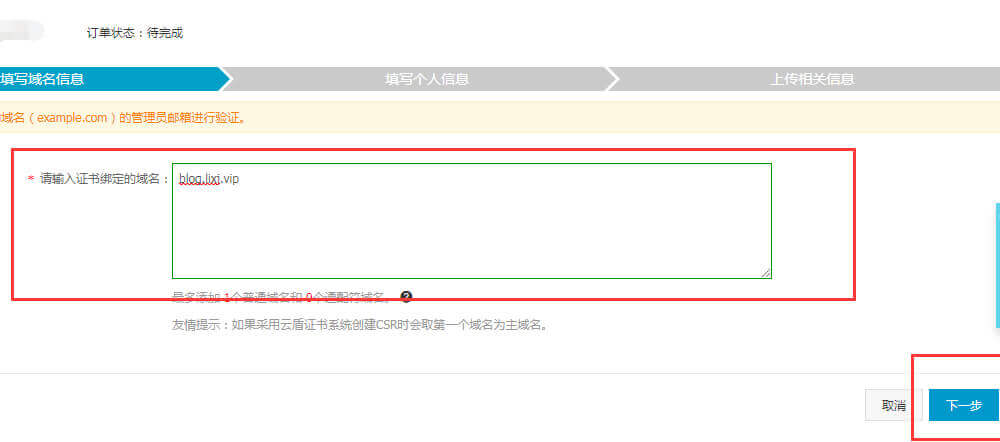 订单状态：待完成
填写域名信息
填写个人信息
上传相关信息
域名（example.com）的管理员邮箱进行验证。
* 请输入证书绑定的域名：
blog.lixj.vip
最多添加 1个普通域名和 0个通配符域名。
友情提示：如果采用云盾证书系统创建CSR时会取第一个域名为主域名。
取消
下一步